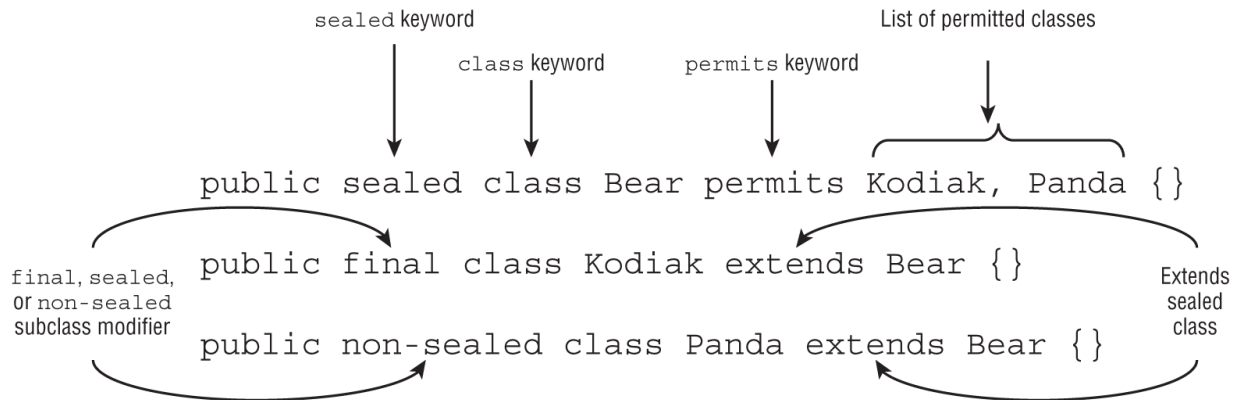 sealed keyword
List of permitted classes
class keyword
permits keyword
public sealed class Bear permits Kodiak, Panda {}
public final class Kodiak extends Bear {}
final, sealed,
or non-sealed
subclass modifier
Extends
sealed
class
public non-sealed class Panda extends Bear {}